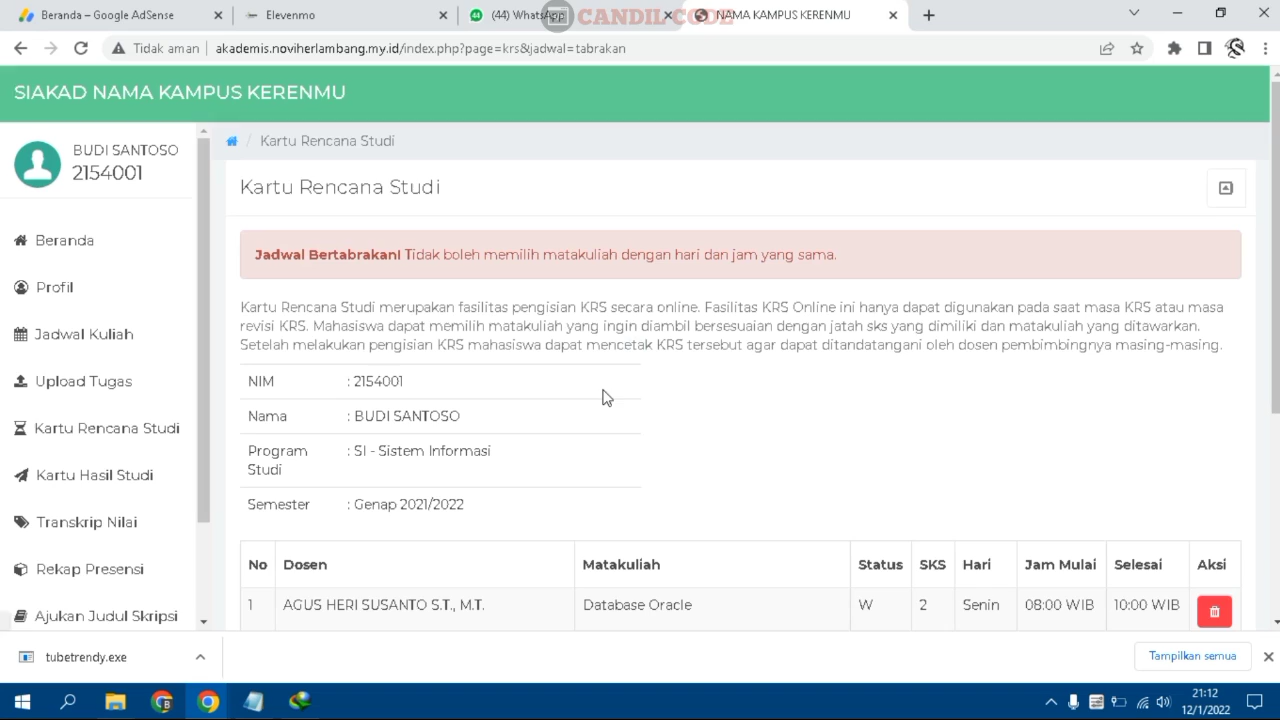 Beranda – Google AdSense
Elevenmo
(44) WhatsApp
CANDIL CODE
NAMA KAMPUS KERENMU
Tidak aman
akademis.noviherlambang.my.id/index.php?page=krs&jadwal=tabrakan
SIAKAD NAMA KAMPUS KERENMU
BUDI SANTOSO
2154001
Beranda
Profil
Jadwal Kuliah
Upload Tugas
Kartu Rencana Studi
Kartu Hasil Studi
Transkrip Nilai
Rekap Presensi
Ajukan Judul Skripsi
/ Kartu Rencana Studi
Kartu Rencana Studi
Jadwal Bertabrakan! Tidak boleh memilih matakuliah dengan hari dan jam yang sama.
Kartu Rencana Studi merupakan fasilitas pengisian KRS secara online. Fasilitas KRS Online ini hanya dapat digunakan pada saat masa KRS atau masa
revisi KRS. Mahasiswa dapat memilih matakuliah yang ingin diambil bersesuaian dengan jatah sks yang dimiliki dan matakuliah yang ditawarkan.
Setelah melakukan pengisian KRS mahasiswa dapat mencetak KRS tersebut agar dapat ditandatangani oleh dosen pembimbingnya masing-masing.
NIM : 2154001
Nama : BUDI SANTOSO
Program : SI - Sistem Informasi
Studi
Semester : Genap 2021/2022
No Dosen Matakuliah Status SKS Hari Jam Mulai Selesai Aksi
1 AGUS HERI SUSANTO S.T., M.T. Database Oracle W 2 Senin 08:00 WIB 10:00 WIB
tubetrendy.exe
Tampilkan semua
21:12
12/1/2022